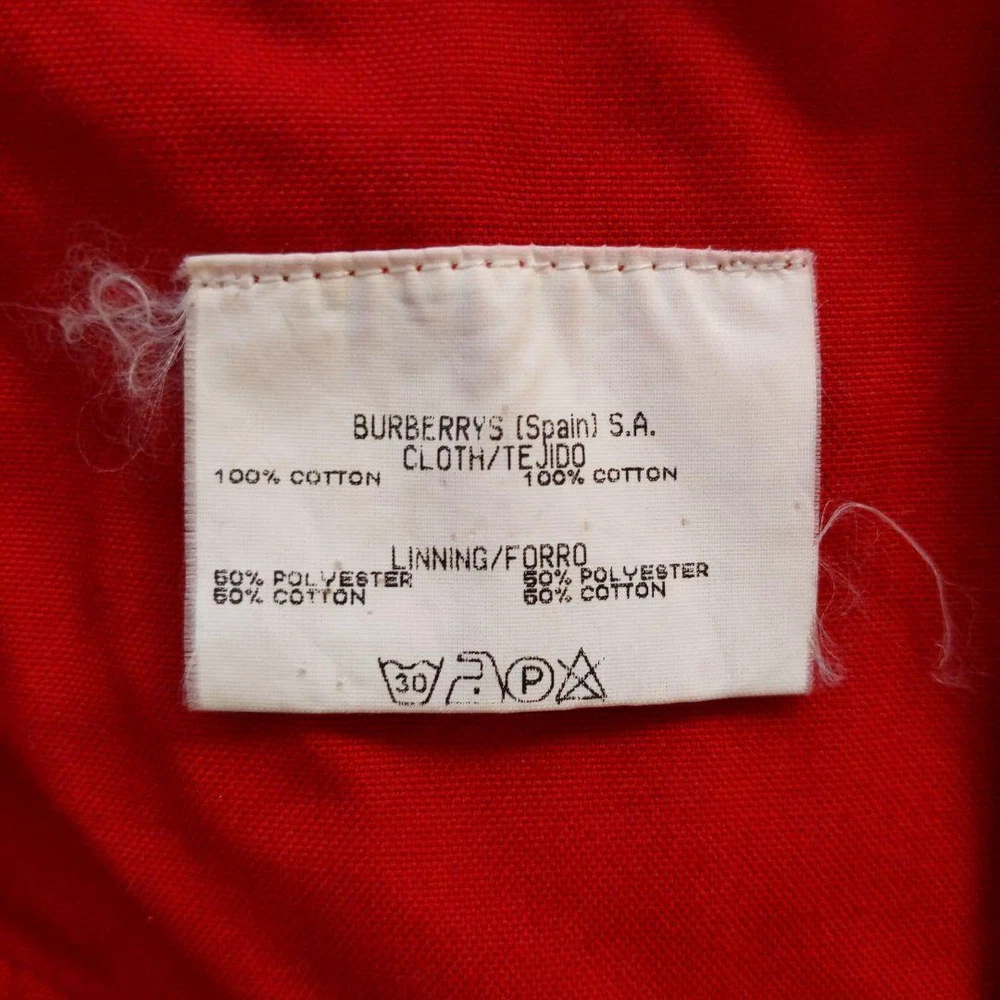 BURBERRYS (Spain) S.A.
CLOTH/TEJIDO
100% COTTON 100% COTTON
LINNING/FORRO
50% POLYESTER 50% POLYESTER
50% COTTON 50% COTTON
30 P